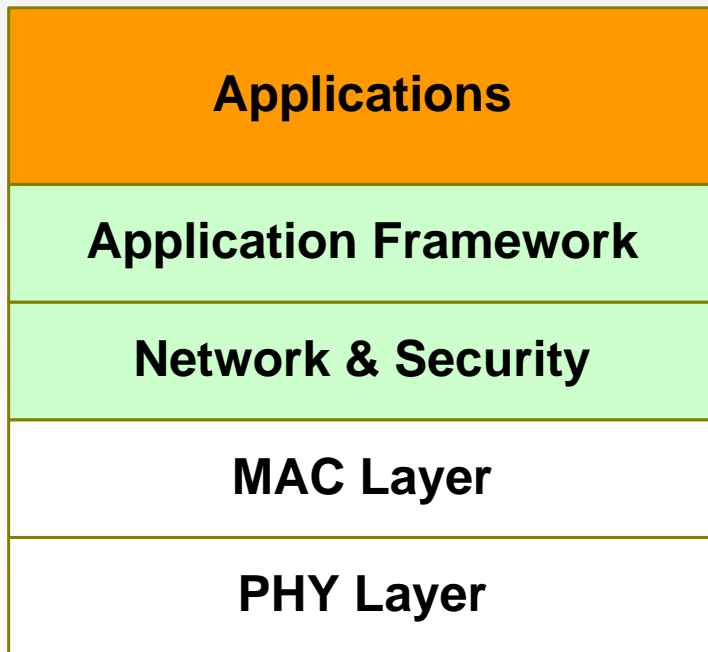 Applications
Application Framework
Network & Security
MAC Layer
PHY Layer